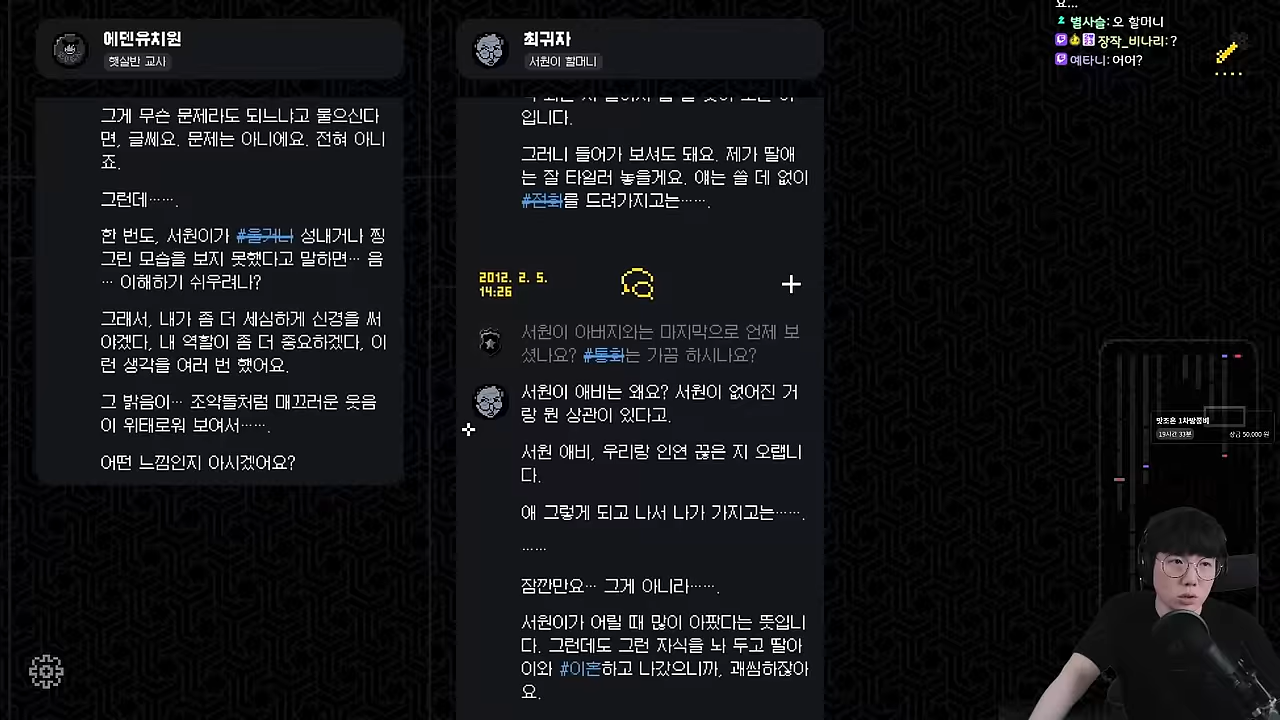 에덴유치원
햇살반 교사
그게 무슨 문제라도 되느냐고 물으신다
면, 글쎄요. 문제는 아니에요. 전혀 아니
죠.
그런데…….
한 번도, 서원이가 #울거나 성내거나 찡
그린 모습을 보지 못했다고 말하면… 음
… 이해하기 쉬우려나?
그래서, 내가 좀 더 세심하게 신경을 써
야겠다, 내 역할이 좀 더 중요하겠다, 이
런 생각을 여러 번 했어요.
그 밝음이… 조약돌처럼 매끄러운 웃음
이 위태로워 보여서…….
어떤 느낌인지 아시겠어요?
최귀자
서원이 할머니
입니다.
그러니 들어가 보셔도 돼요. 제가 딸애
는 잘 타일러 놓을게요. 얘는 쓸 데 없이
#전화를 드려가지고는…….
2012. 2. 5.
14:26
서원이 아버지와는 마지막으로 언제 보
셨나요? #통화는 가끔 하시나요?
서원이 애비는 왜요? 서원이 없어진 거
랑 뭔 상관이 있다고.
서원 애비, 우리랑 인연 끊은 지 오랩니
다.
애 그렇게 되고 나서 나가 가지고는…….
……
잠깐만요… 그게 아니라…….
서원이가 어릴 때 많이 아팠다는 뜻입니
다. 그런데도 그런 자식을 놔 두고 딸아
이와 #이혼하고 나갔으니까, 괘씸하잖아
요.
요...
별사슬: 오 할머니
장작_비나리: ?
예타니: 어어?
19시간 33분
상금 50,000 원